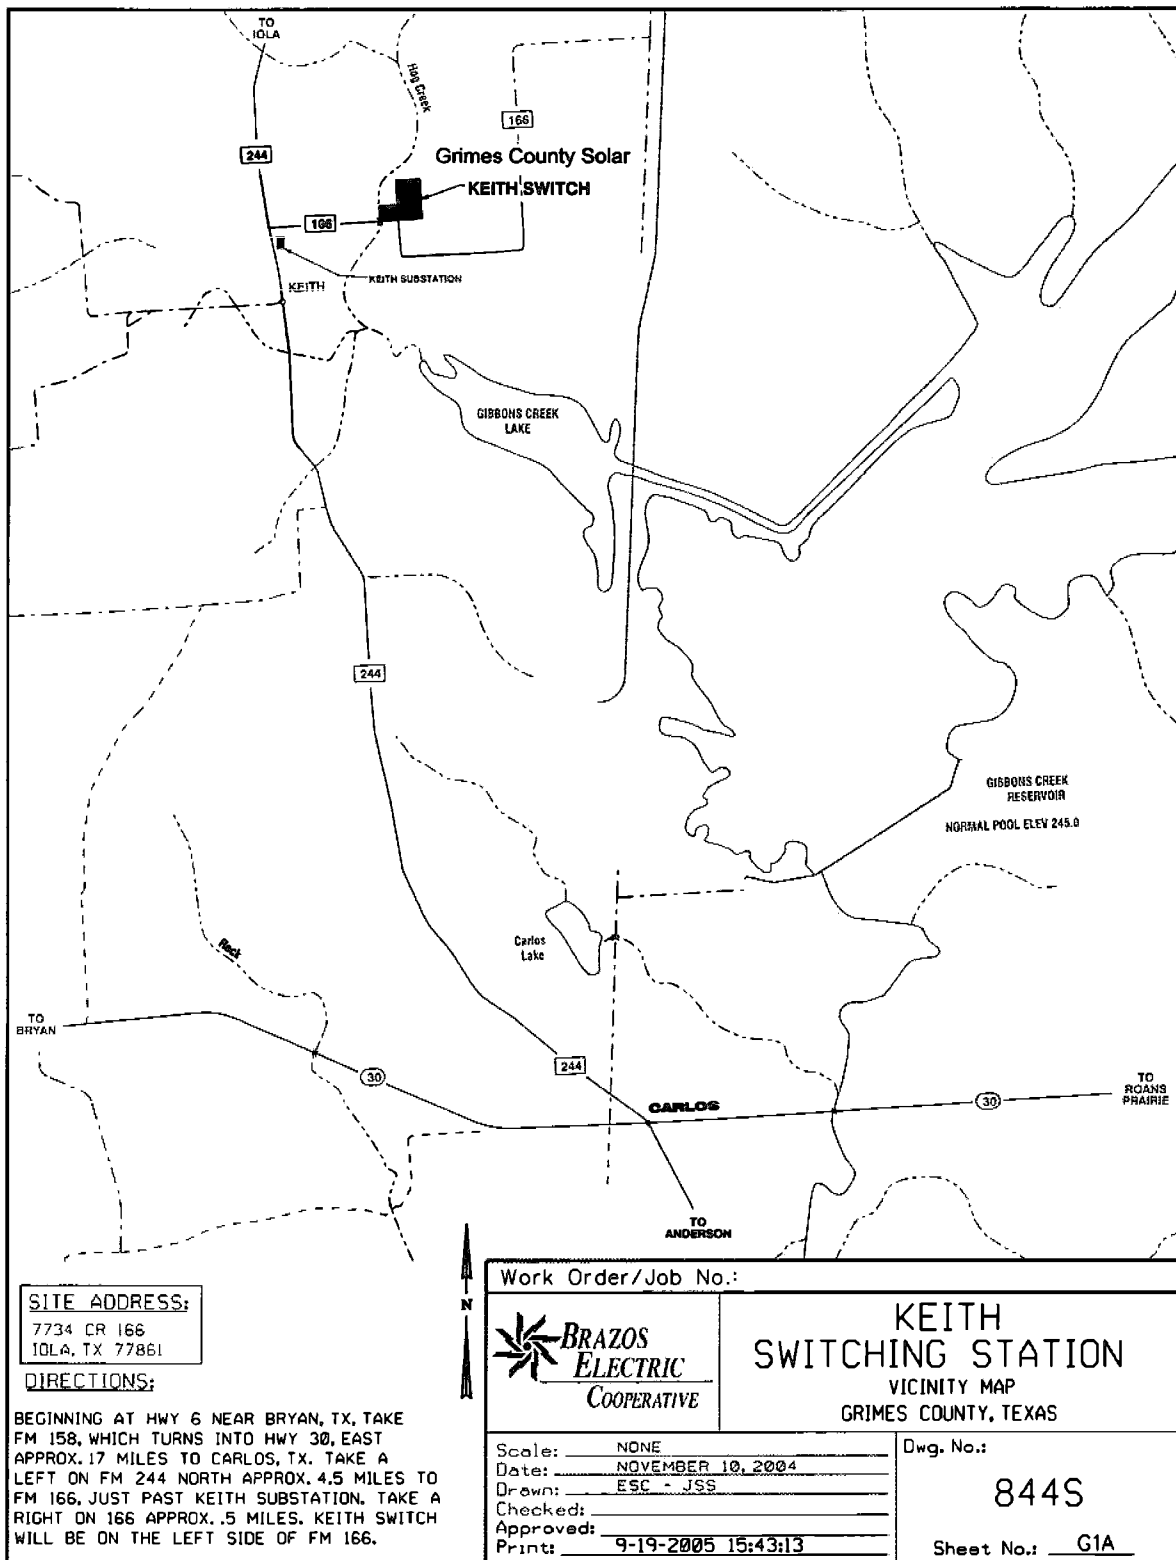 TO
IOLA
Hog Creek
166
244
Grimes County Solar
KEITH SWITCH
166
KEITH SUBSTATION
KEITH
GIBBONS CREEK
LAKE
244
GIBBONS CREEK
RESERVOIR
NORMAL POOL ELEV 245.0
Carlos
Lake
Rock
TO
BRYAN
30
244
CARLOS
30
TO
ROANS
PRAIRIE
TO
ANDERSON
N
SITE ADDRESS:
7734 CR 166
IOLA, TX 77861
DIRECTIONS:
BEGINNING AT HWY 6 NEAR BRYAN, TX, TAKE
FM 158, WHICH TURNS INTO HWY 30, EAST
APPROX. 17 MILES TO CARLOS, TX. TAKE A
LEFT ON FM 244 NORTH APPROX. 4.5 MILES TO
FM 166, JUST PAST KEITH SUBSTATION. TAKE A
RIGHT ON 166 APPROX. .5 MILES. KEITH SWITCH
WILL BE ON THE LEFT SIDE OF FM 166.
Work Order/Job No.:
BRAZOS
ELECTRIC
COOPERATIVE
KEITH
SWITCHING STATION
VICINITY MAP
GRIMES COUNTY, TEXAS
Scale: NONE
Date: NOVEMBER 10, 2004
Drawn: ESC - JSS
Checked:
Approved:
Print: 9-19-2005 15:43:13
Dwg. No.:
844S
Sheet No.: G1A